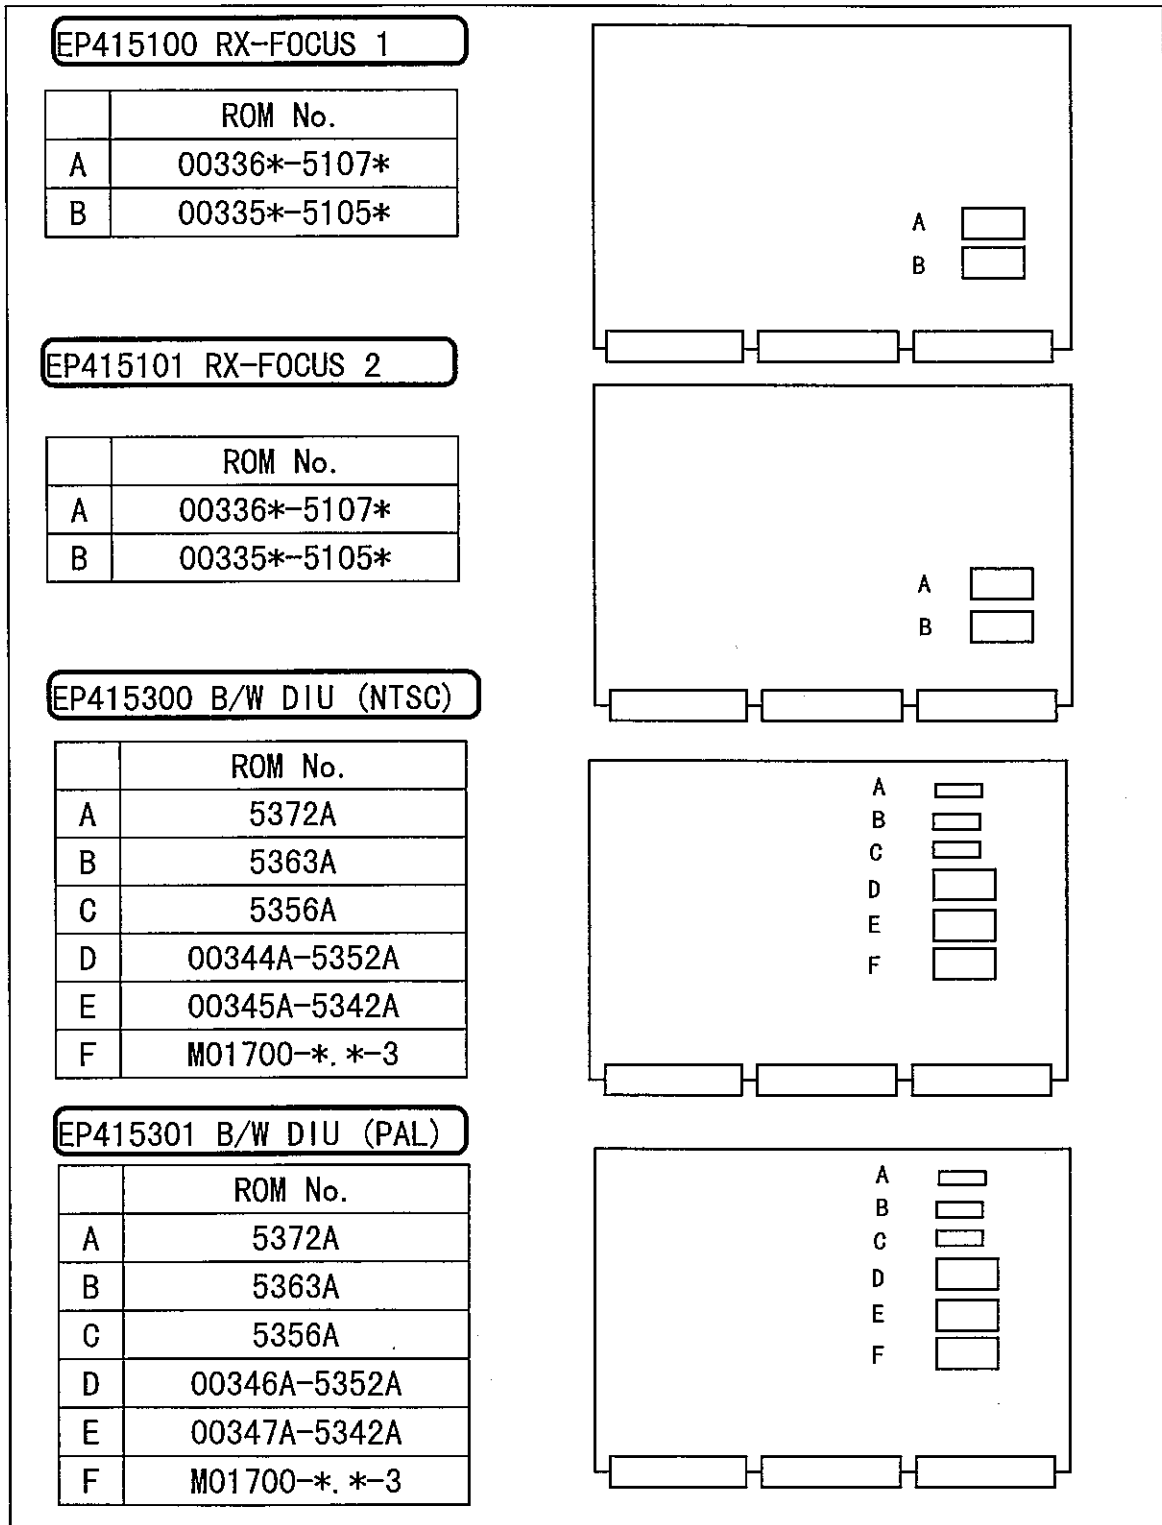 EP415100 RX-FOCUS 1
ROM No.
A 00336*-5107*
B 00335*-5105*
A
B
EP415101 RX-FOCUS 2
ROM No.
A 00336*-5107*
B 00335*-5105*
A
B
EP415300 B/W DIU (NTSC)
ROM No.
A 5372A
B 5363A
C 5356A
D 00344A-5352A
E 00345A-5342A
F M01700-*.*-3
A
B
C
D
E
F
EP415301 B/W DIU (PAL)
ROM No.
A 5372A
B 5363A
C 5356A
D 00346A-5352A
E 00347A-5342A
F M01700-*.*-3
A
B
C
D
E
F